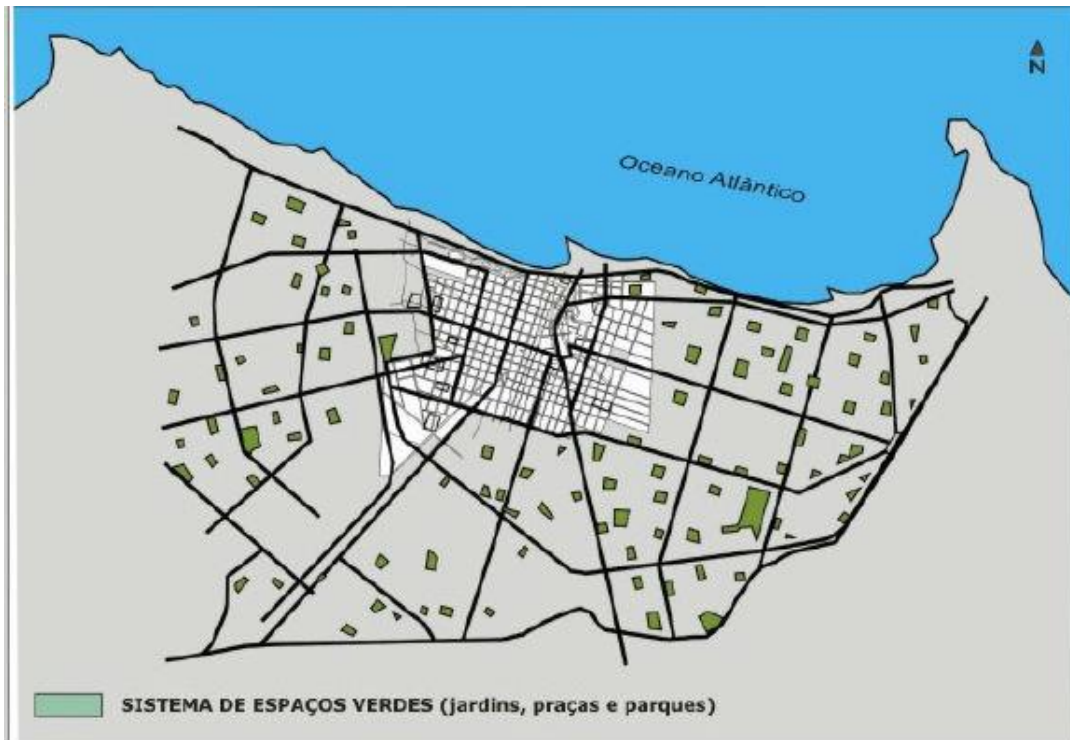 N
Oceano Atlântico
SISTEMA DE ESPAÇOS VERDES (jardins, praças e parques)